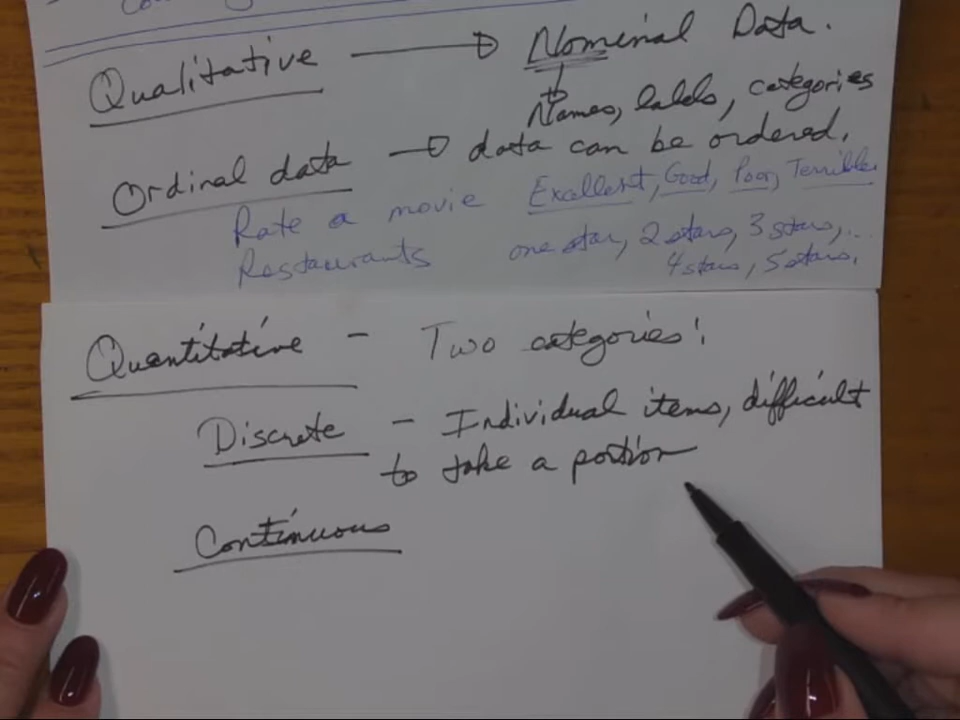 Qualitative → Nominal Data.
Names, labels, categories
Ordinal data → data can be ordered.
Rate a movie Excellent, Good, Poor, Terrible
Restaurants one star, 2 stars, 3 stars, ...
4 stars, 5 stars.
Quantitative - Two categories:
Discrete - Individual items, difficult
to take a portion
Continuous